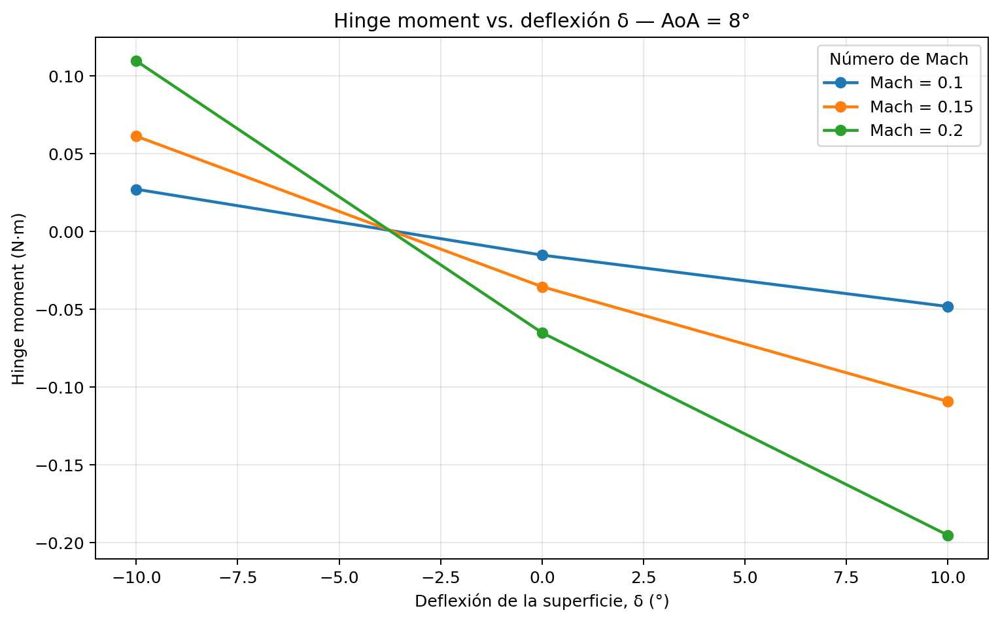 Hinge moment vs. deflexión δ — AoA = 8°
Número de Mach
Mach = 0.1
Mach = 0.15
Mach = 0.2
Hinge moment (N·m)
0.10
0.05
0.00
−0.05
−0.10
−0.15
−0.20
−10.0 −7.5 −5.0 −2.5 0.0 2.5 5.0 7.5 10.0
Deflexión de la superficie, δ (°)